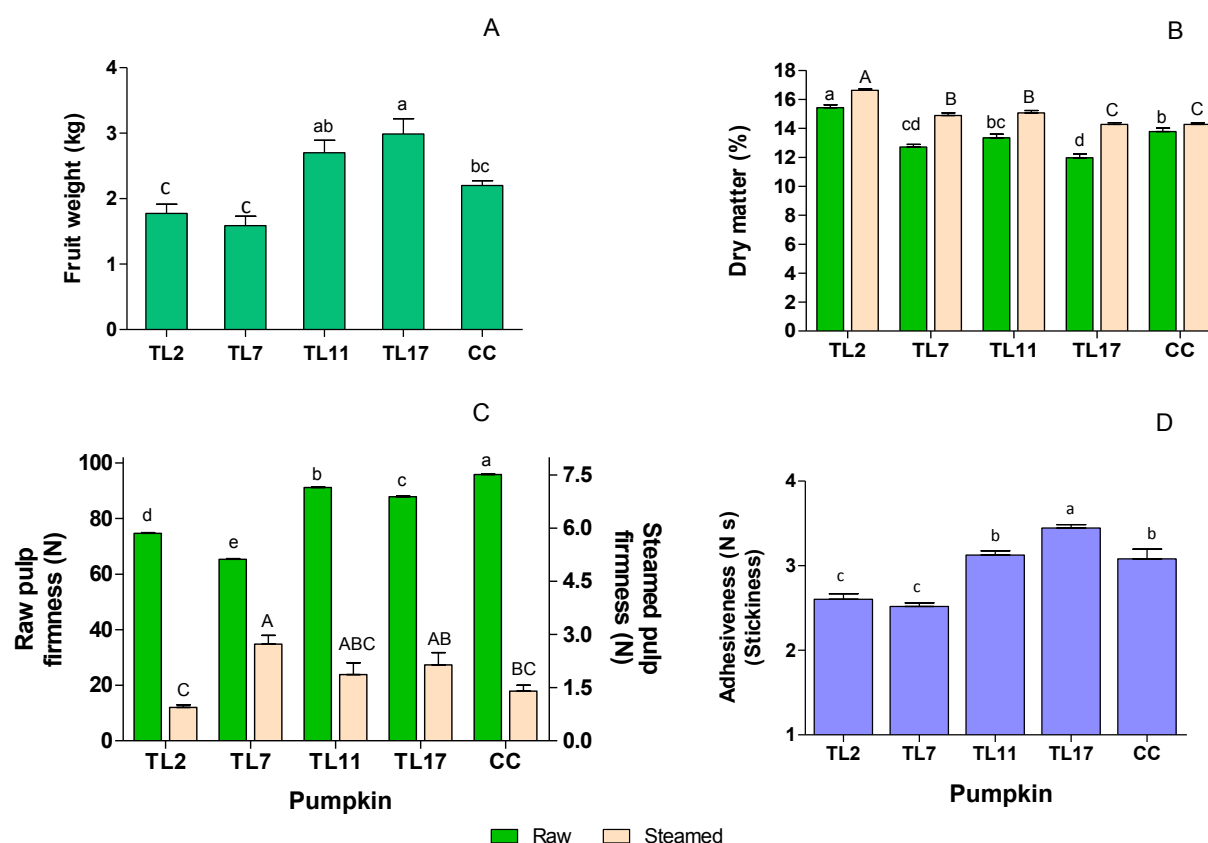 A
Fruit weight (kg)
4
3
2
1
0
c
c
ab
a
bc
TL2 TL7 TL11 TL17 CC
B
Dry matter (%)
18
16
14
12
10
8
6
4
2
0
a A
cd B
bc B
d C
b C
TL2 TL7 TL11 TL17 CC
C
Raw pulp
firmness (N)
100
80
60
40
20
0
d C
e A
b ABC
c AB
a BC
7.5
6.0
4.5
3.0
1.5
0.0
Steamed pulp
firmness (N)
TL2 TL7 TL11 TL17 CC
Pumpkin
D
Adhesiveness (N s)
(Stickiness)
4
3
2
1
c
c
b
a
b
TL2 TL7 TL11 TL17 CC
Pumpkin
Raw Steamed